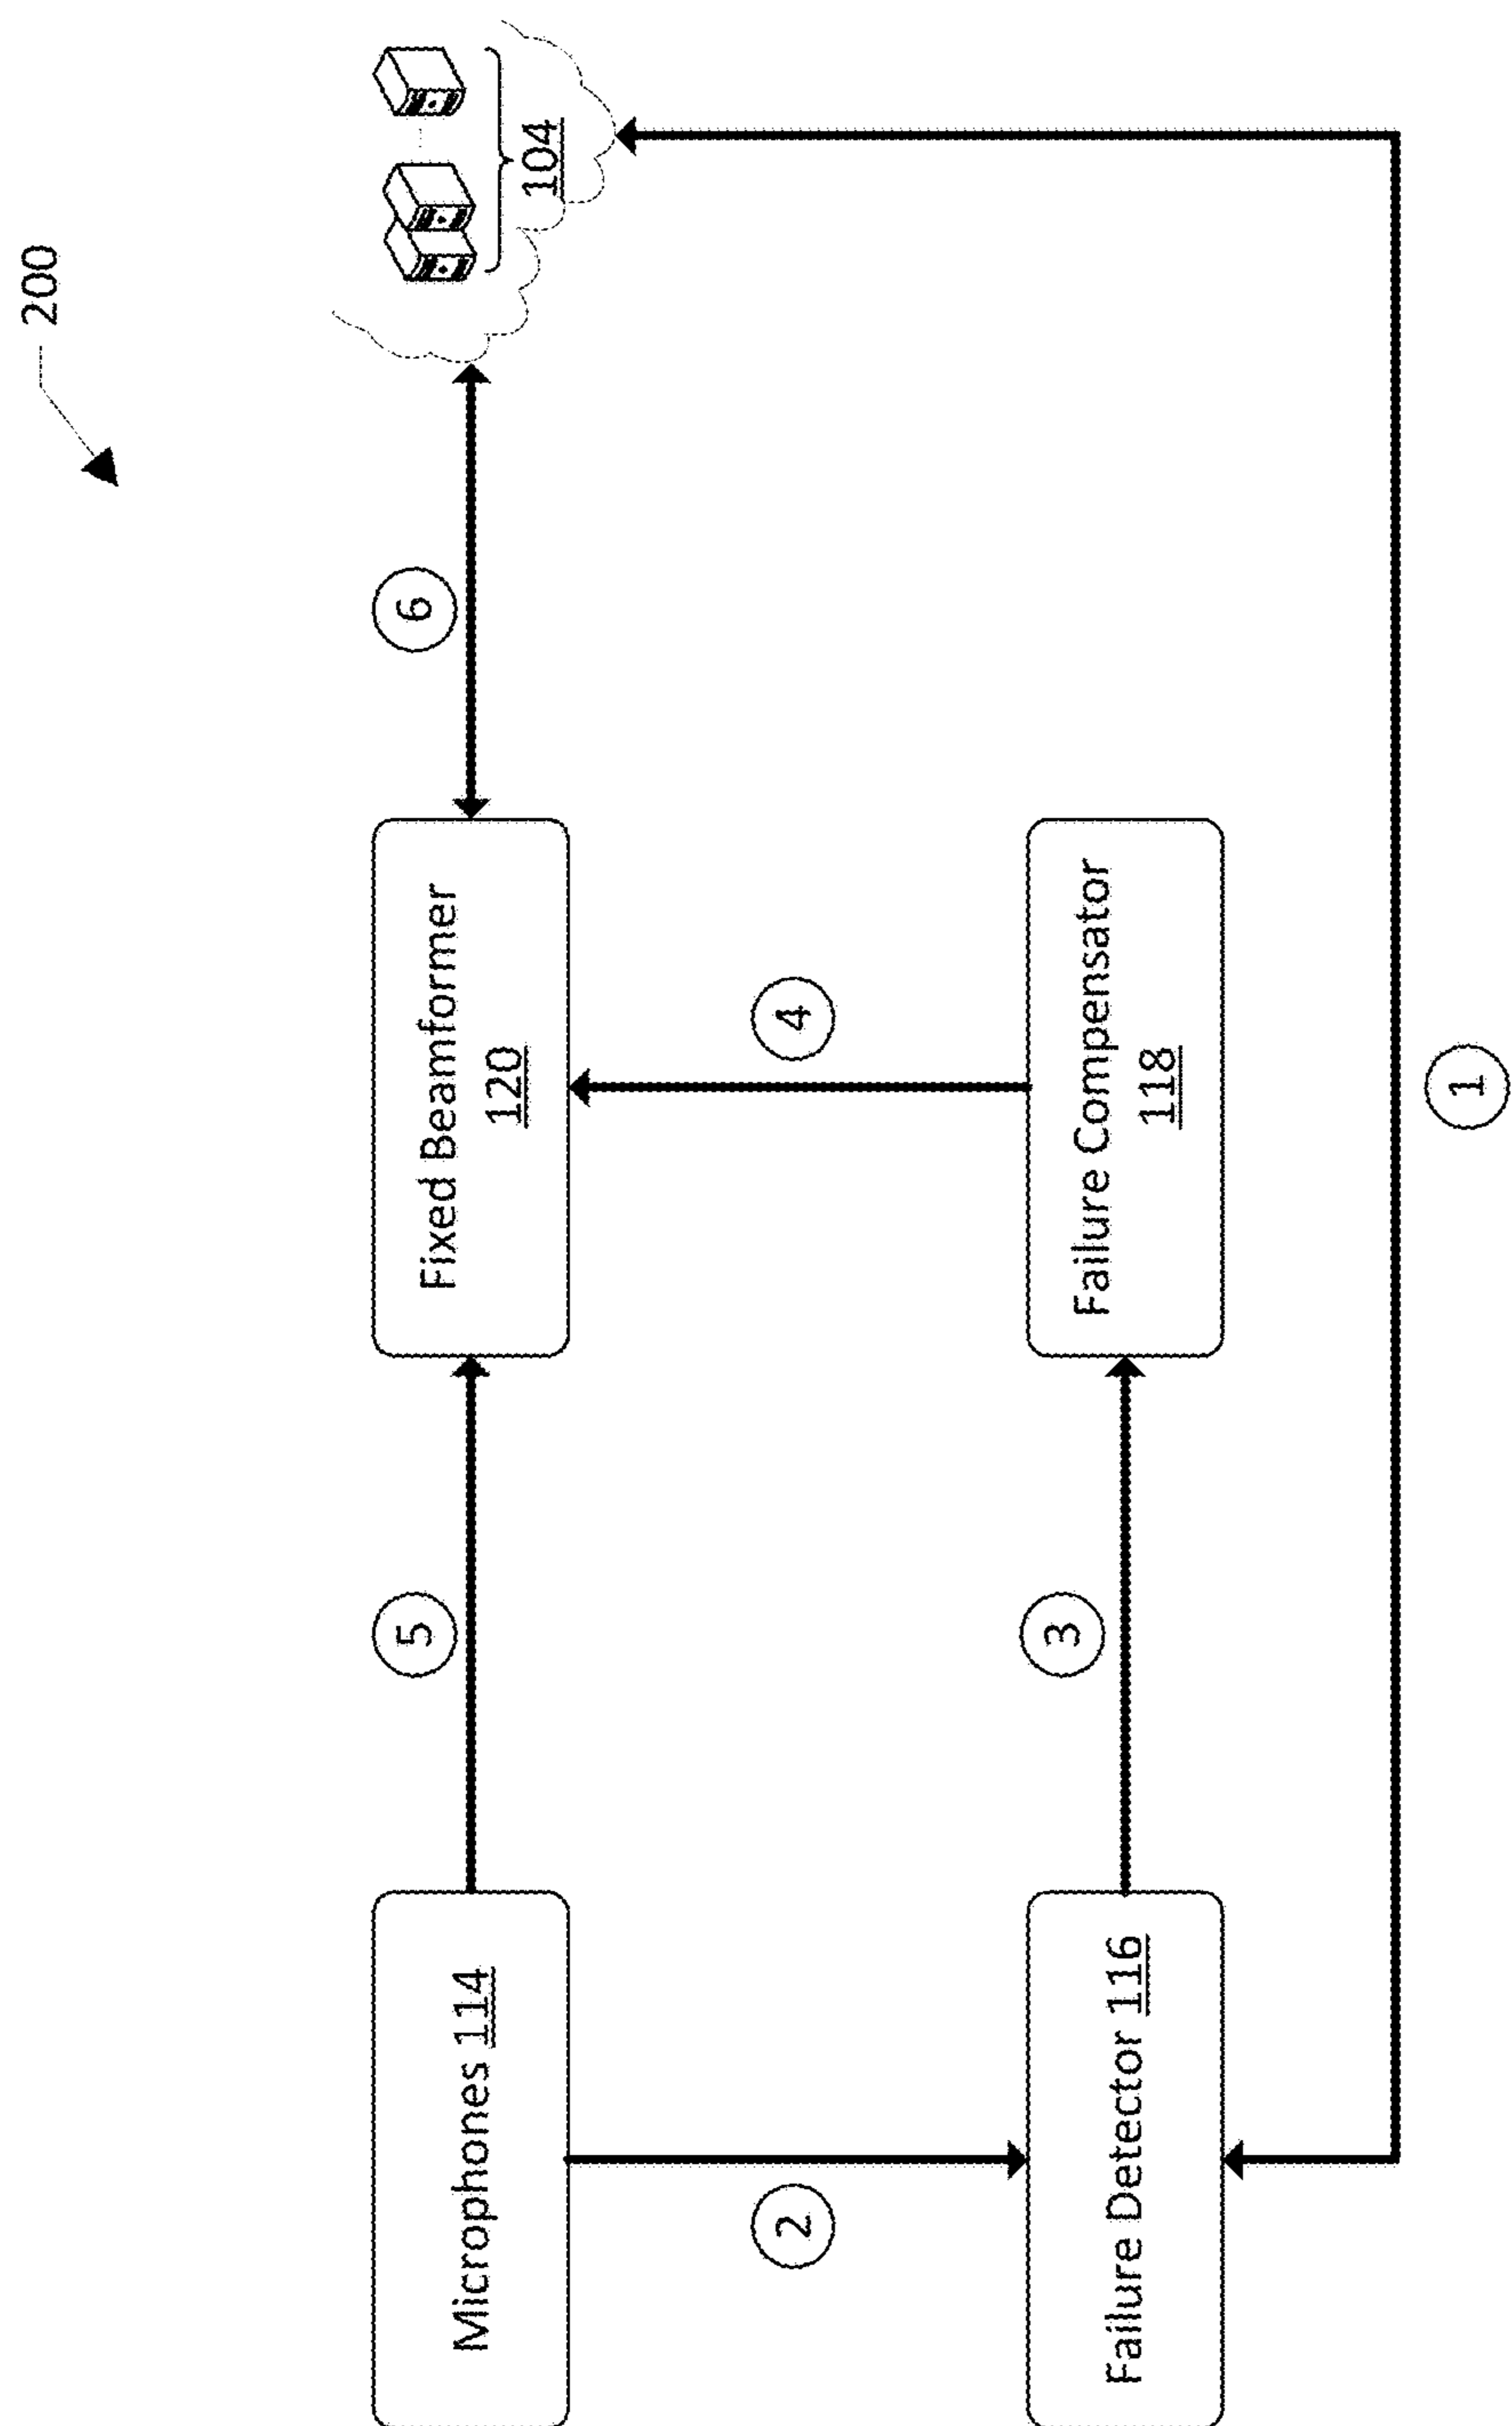 200
104
6
Fixed Beamformer
120
5
Microphones 114
4
2
Failure Compensator
118
3
Failure Detector 116
1